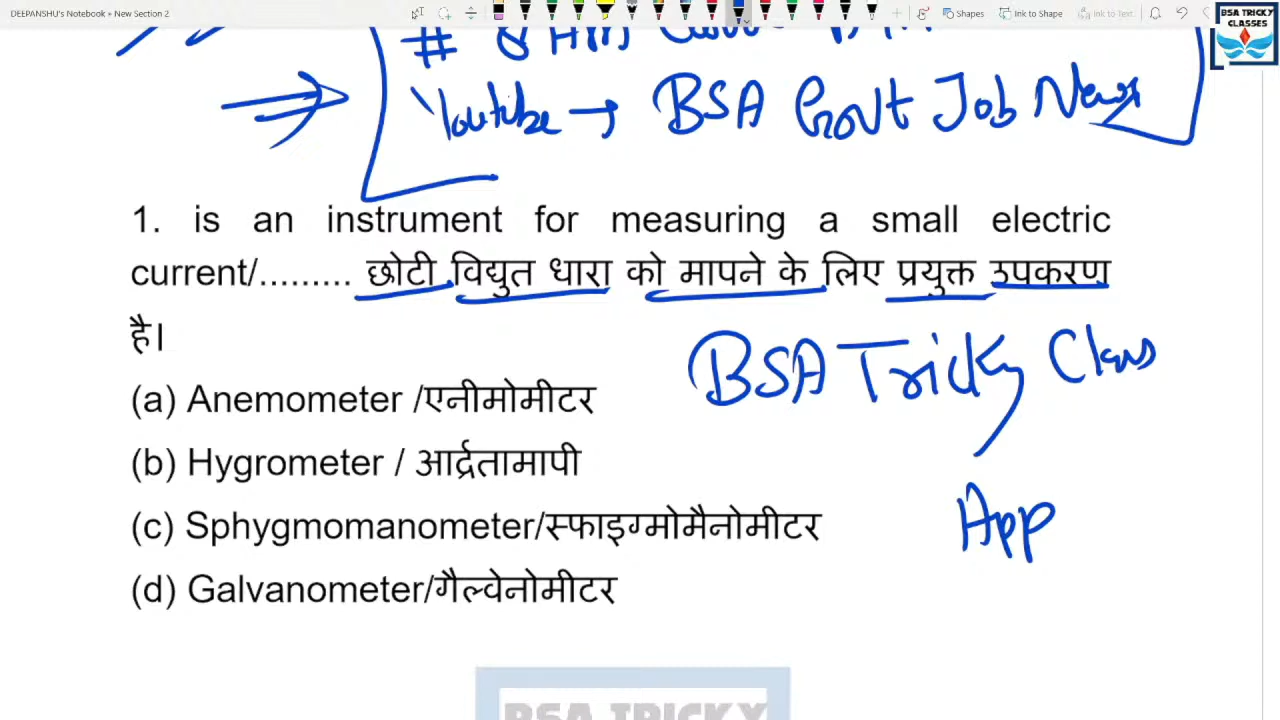 DEEPANSHU's Notebook » New Section 2
Shapes Ink to Shape Ink to Text
BSA TRICKY
CLASSES
#
Youtube → BSA Govt Job News
1. is an instrument for measuring a small electric
current/......... छोटी विद्युत धारा को मापने के लिए प्रयुक्त उपकरण
है।
BSA Tricky Class
(a) Anemometer /एनीमोमीटर
(b) Hygrometer / आर्द्रतामापी
App
(c) Sphygmomanometer/स्फाइग्मोमैनोमीटर
(d) Galvanometer/गैल्वेनोमीटर
BSA TRICKY